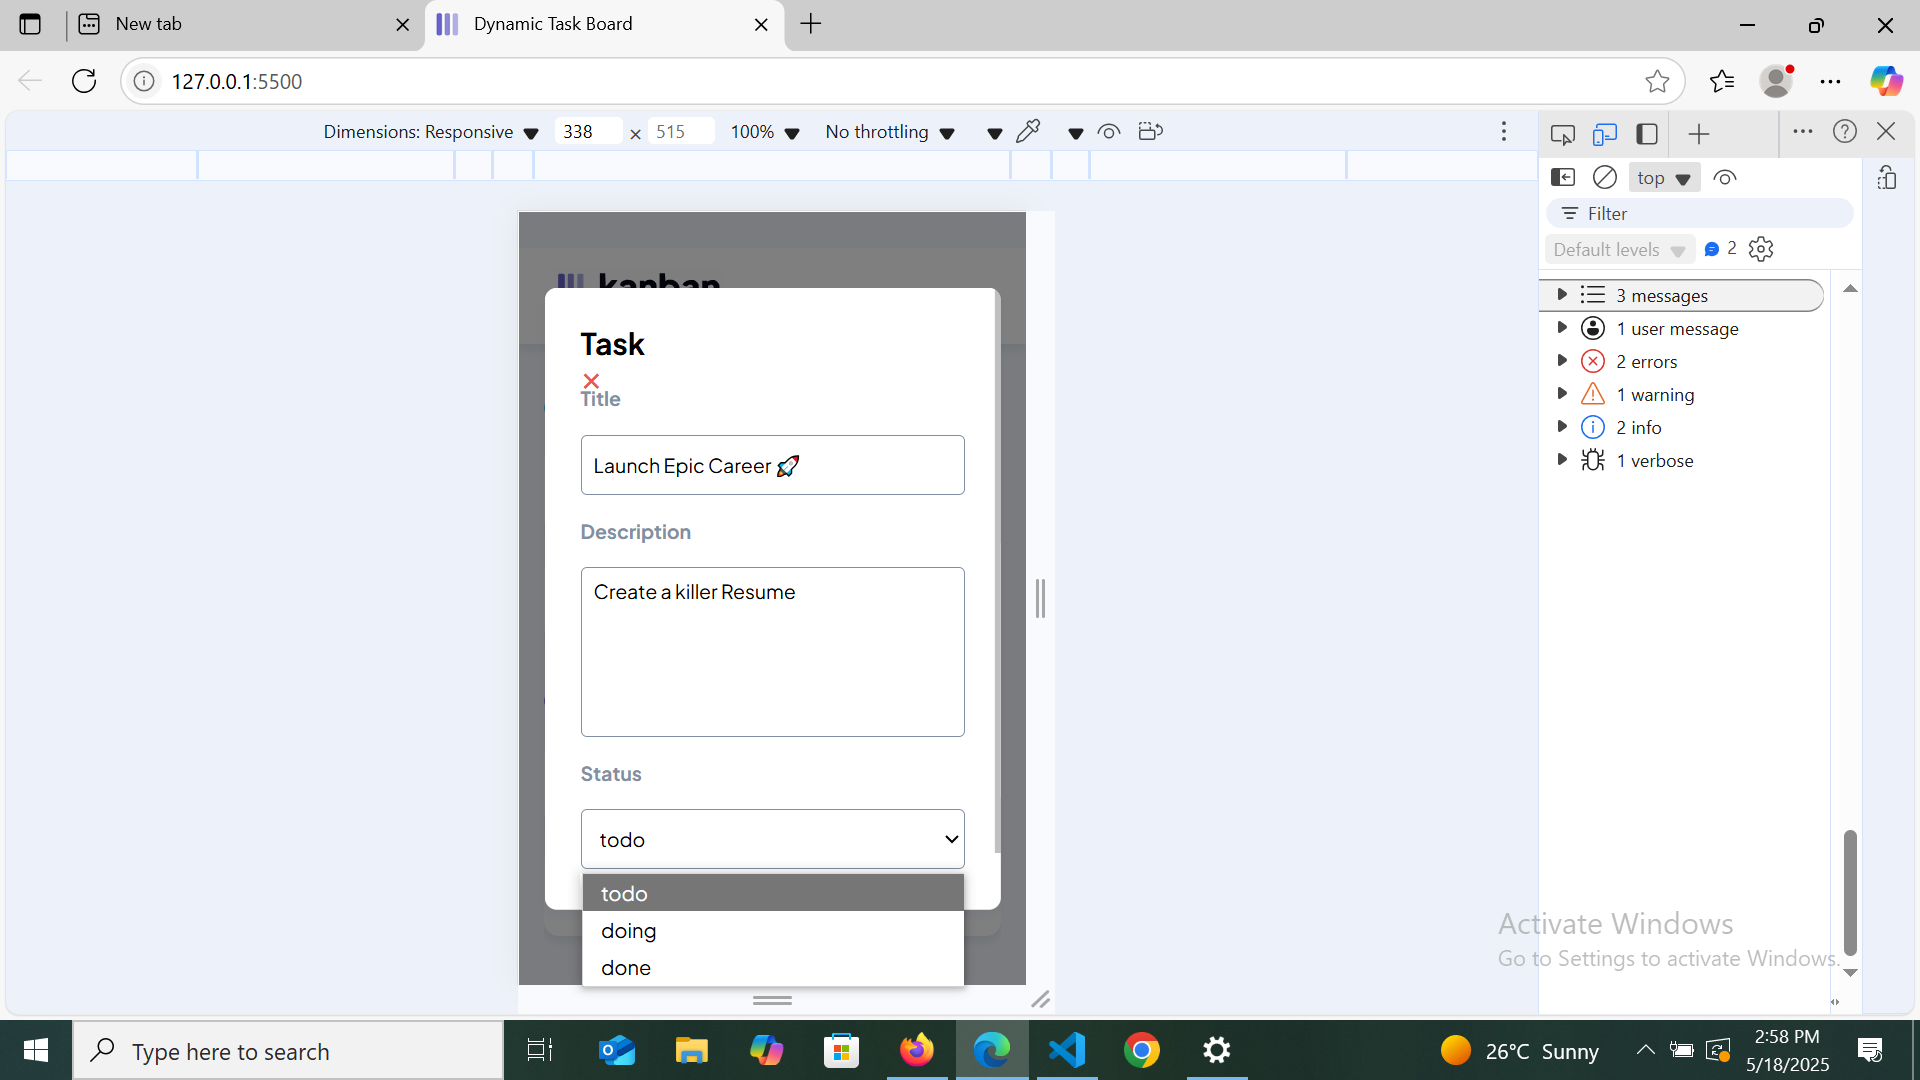 New tab
Dynamic Task Board
127.0.0.1:5500
Dimensions: Responsive 338 × 515 100% No throttling
top
Filter
Default levels 2
3 messages
1 user message
2 errors
1 warning
2 info
1 verbose
kanban
Task
Title
Launch Epic Career 🚀
Description
Create a killer Resume
Status
todo
todo
doing
done
Activate Windows
Go to Settings to activate Windows.
Type here to search
26°C Sunny
2:58 PM
5/18/2025